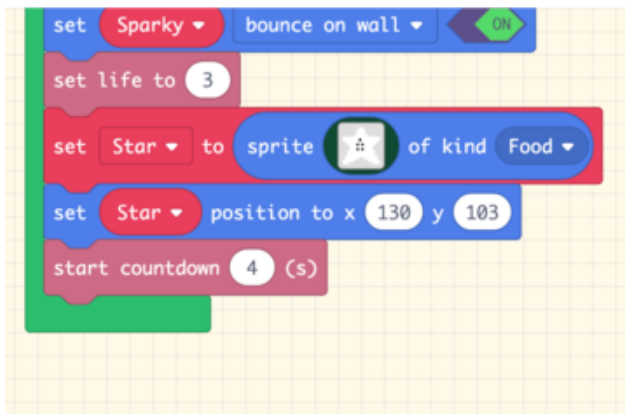 set Sparky bounce on wall ON
set life to 3
set Star to sprite of kind Food
set Star position to x 130 y 103
start countdown 4 (s)